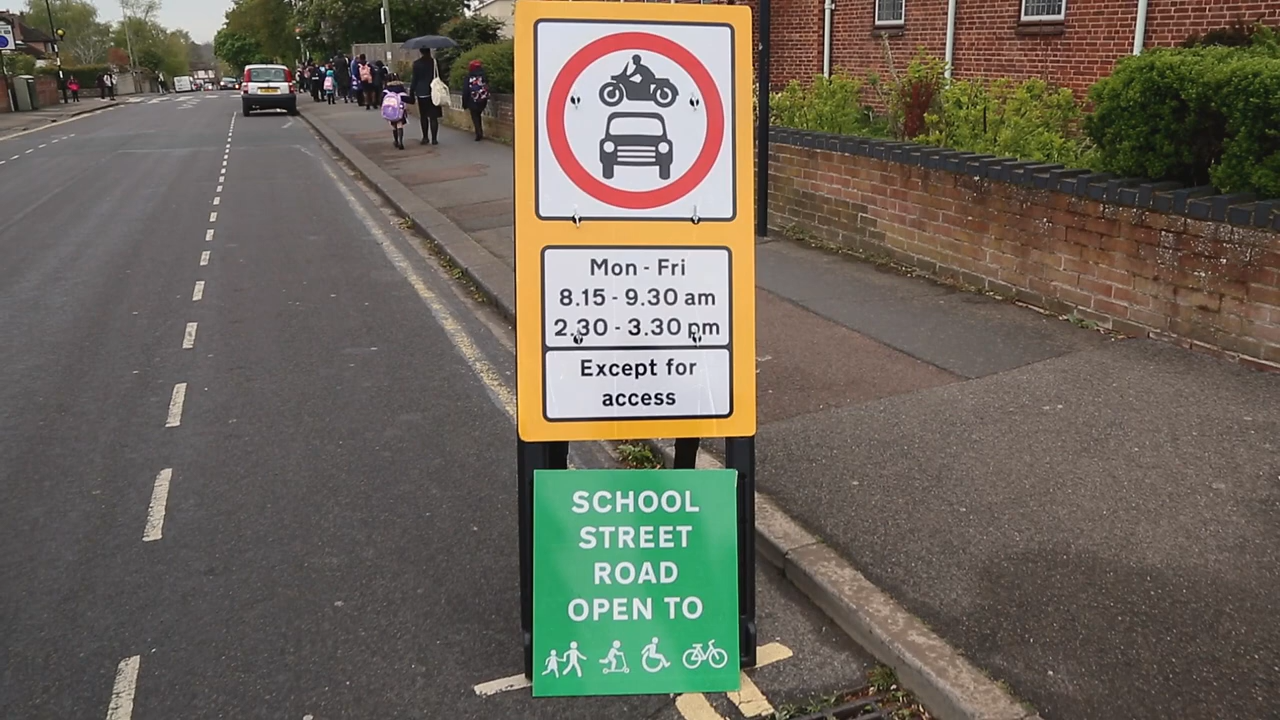 Mon - Fri
8.15 - 9.30 am
2.30 - 3.30 pm
Except for
access
SCHOOL
STREET
ROAD
OPEN TO